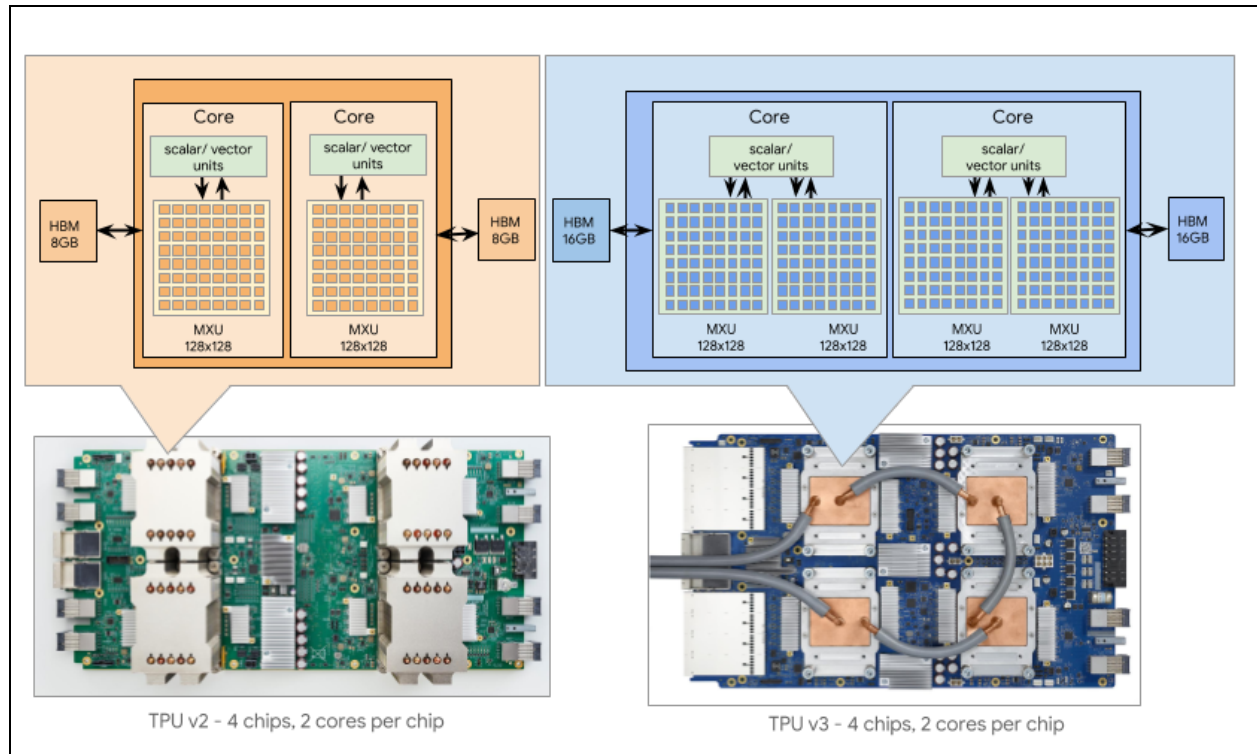 Core
scalar/ vector
units
HBM
8GB
MXU
128x128
Core
scalar/ vector
units
HBM
8GB
MXU
128x128
Core
scalar/
vector units
HBM
16GB
MXU
128x128
MXU
128x128
Core
scalar/
vector units
HBM
16GB
MXU
128x128
MXU
128x128
TPU v2 - 4 chips, 2 cores per chip
TPU v3 - 4 chips, 2 cores per chip